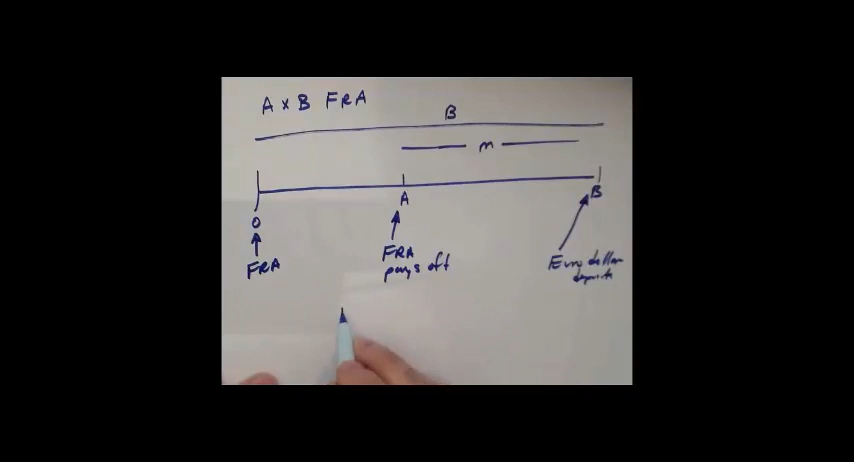 A x B FRA
B
m
A
B
0
FRA
FRA
pays off
Eurodollar
deposit